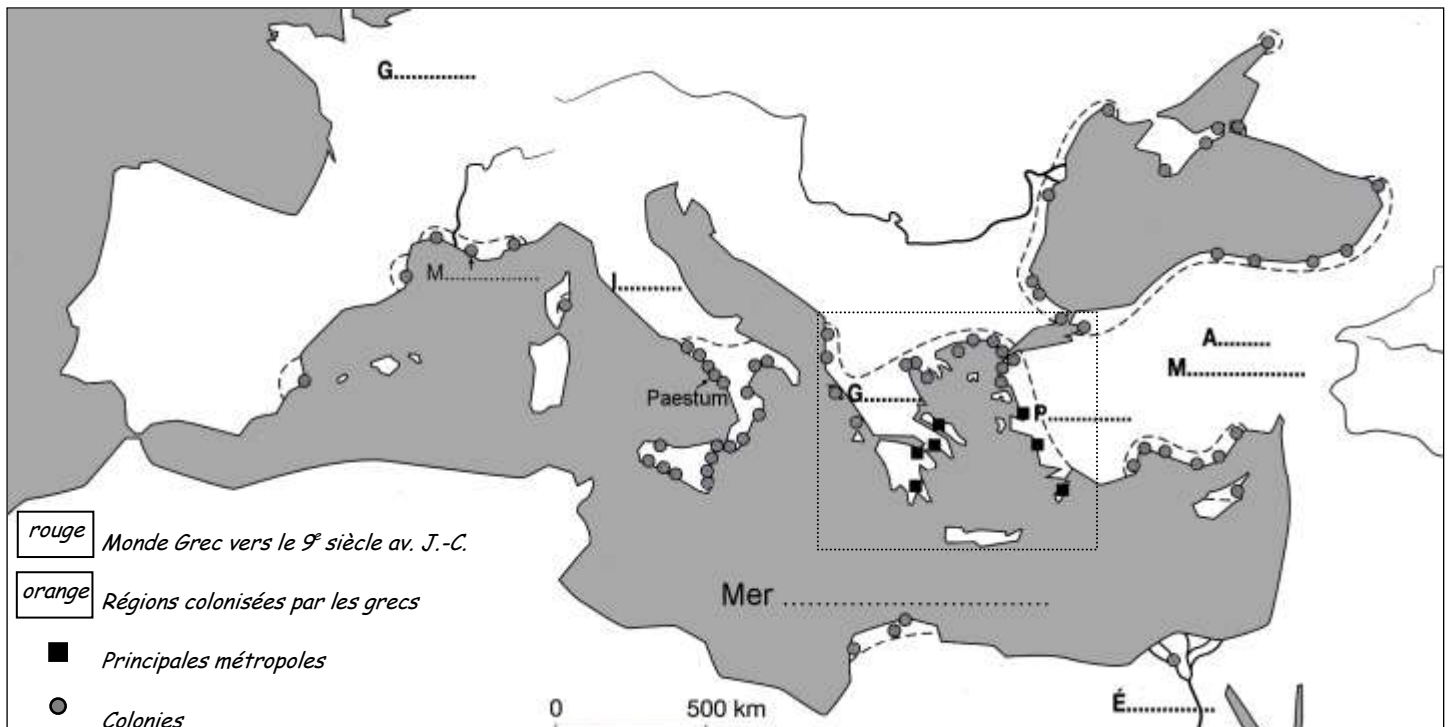 G..............
M..................
I............
Paestum
G..........
P..............
A.........
M.......................
Mer ...................................
rouge
Monde Grec vers le 9e siècle av. J.-C.
orange
Régions colonisées par les grecs
Principales métropoles
Colonies
0 500 km
É..............